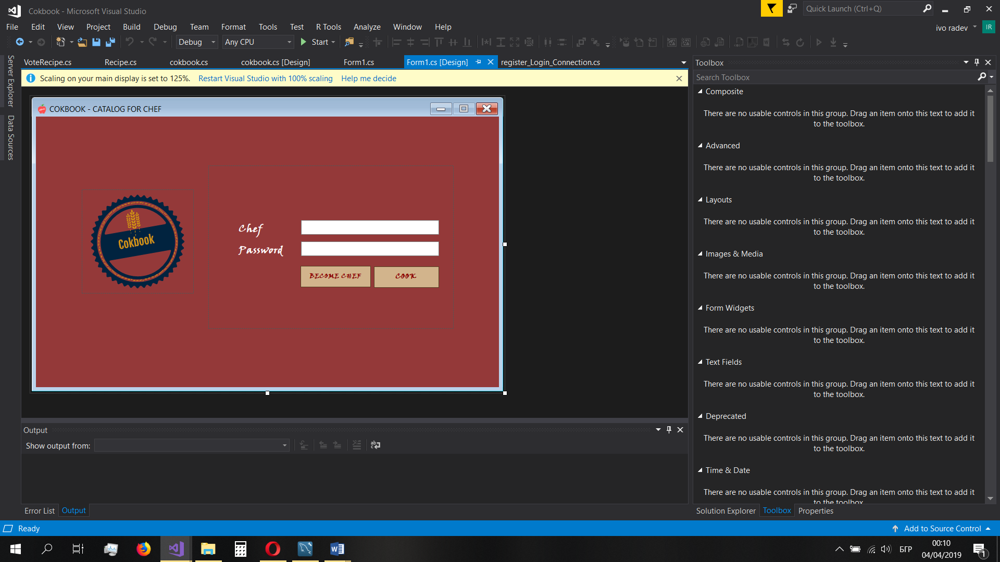 Cokbook - Microsoft Visual Studio
Quick Launch (Ctrl+Q)
File Edit View Project Build Debug Team Format Tools Test R Tools Analyze Window Help
ivo radev IR
Debug Any CPU Start
Server Explorer
Data Sources
VoteRecipe.cs Recipe.cs cokbook.cs cokbook.cs [Design] Form1.cs Form1.cs [Design] register_Login_Connection.cs
Scaling on your main display is set to 125%. Restart Visual Studio with 100% scaling Help me decide
COKBOOK - CATALOG FOR CHEF
Cokbook
Chef
Password
BECOME CHEF COOK
Output
Show output from:
Error List Output
Toolbox
Search Toolbox
Composite
There are no usable controls in this group. Drag an item onto this text to add it
to the toolbox.
Advanced
There are no usable controls in this group. Drag an item onto this text to add it
to the toolbox.
Layouts
There are no usable controls in this group. Drag an item onto this text to add it
to the toolbox.
Images & Media
There are no usable controls in this group. Drag an item onto this text to add it
to the toolbox.
Form Widgets
There are no usable controls in this group. Drag an item onto this text to add it
to the toolbox.
Text Fields
There are no usable controls in this group. Drag an item onto this text to add it
to the toolbox.
Deprecated
There are no usable controls in this group. Drag an item onto this text to add it
to the toolbox.
Time & Date
There are no usable controls in this group. Drag an item onto this text to add it
to the toolbox.
Solution Explorer Toolbox Properties
Ready
Add to Source Control
БГР
00:10
04/04/2019
1